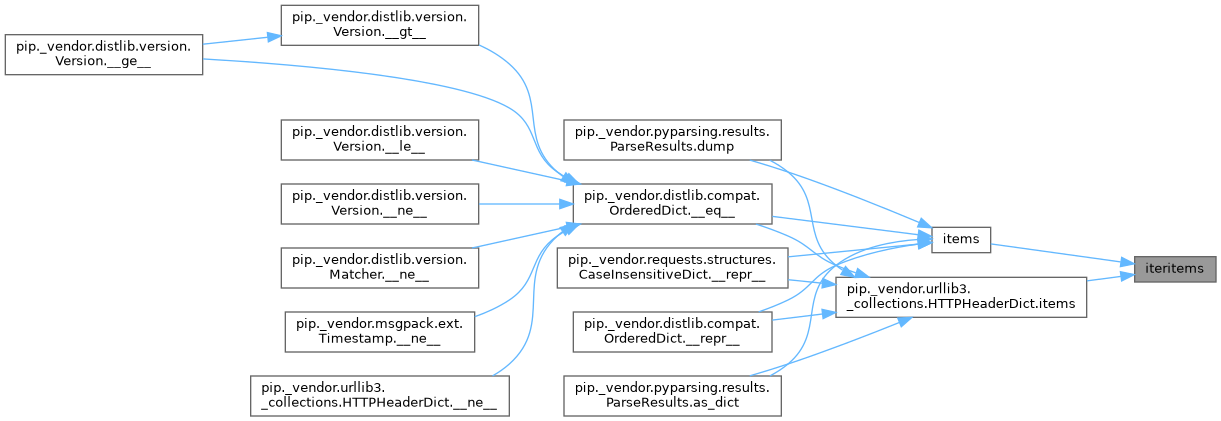 pip._vendor.distlib.version.
Version.__gt__
pip._vendor.distlib.version.
Version.__ge__
pip._vendor.distlib.version.
Version.__le__
pip._vendor.pyparsing.results.
ParseResults.dump
pip._vendor.distlib.version.
Version.__ne__
pip._vendor.distlib.compat.
OrderedDict.__eq__
items
pip._vendor.distlib.version.
Matcher.__ne__
pip._vendor.requests.structures.
CaseInsensitiveDict.__repr__
iteritems
pip._vendor.urllib3.
_collections.HTTPHeaderDict.items
pip._vendor.msgpack.ext.
Timestamp.__ne__
pip._vendor.distlib.compat.
OrderedDict.__repr__
pip._vendor.urllib3.
_collections.HTTPHeaderDict.__ne__
pip._vendor.pyparsing.results.
ParseResults.as_dict